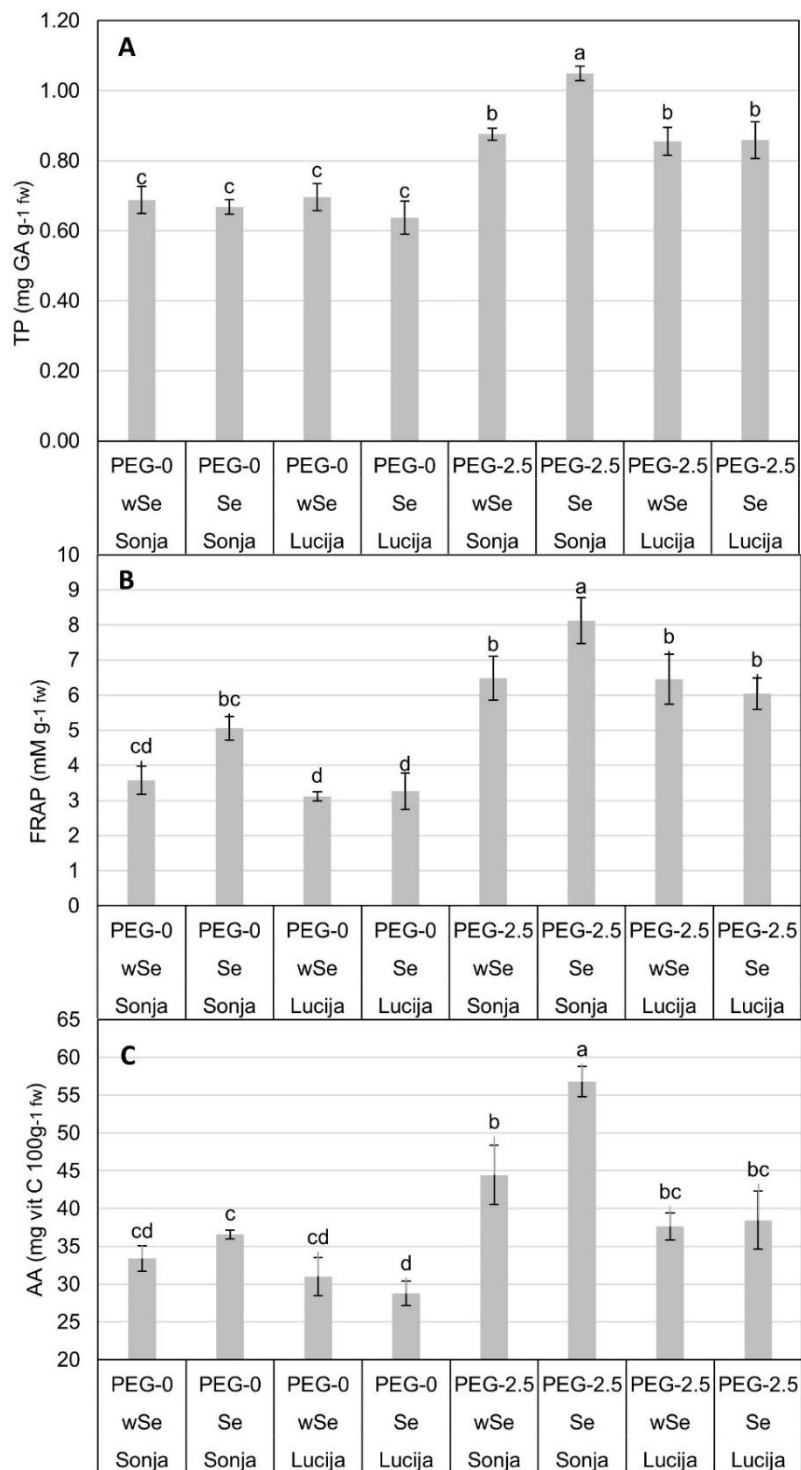 A
TP (mg GA g-1 fw)
1.20
1.00
0.80
0.60
0.40
0.20
0.00
c c c c b a b b
PEG-0 PEG-0 PEG-0 PEG-0 PEG-2.5 PEG-2.5 PEG-2.5 PEG-2.5
wSe Se wSe Se wSe Se wSe Se
Sonja Sonja Lucija Lucija Sonja Sonja Lucija Lucija
B
FRAP (mM g-1 fw)
10
9
8
7
6
5
4
3
2
1
0
cd bc d d b a b b
PEG-0 PEG-0 PEG-0 PEG-0 PEG-2.5 PEG-2.5 PEG-2.5 PEG-2.5
wSe Se wSe Se wSe Se wSe Se
Sonja Sonja Lucija Lucija Sonja Sonja Lucija Lucija
C
AA (mg vit C 100g-1 fw)
65
60
55
50
45
40
35
30
25
20
cd c cd d b a bc bc
PEG-0 PEG-0 PEG-0 PEG-0 PEG-2.5 PEG-2.5 PEG-2.5 PEG-2.5
wSe Se wSe Se wSe Se wSe Se
Sonja Sonja Lucija Lucija Sonja Sonja Lucija Lucija